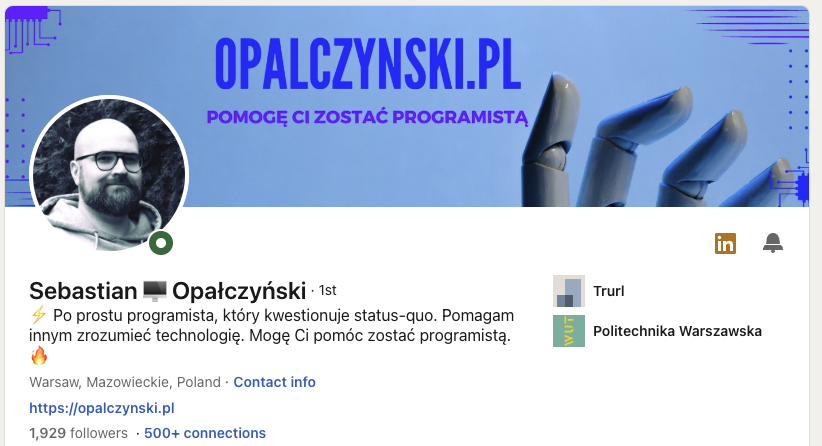 OPALCZYNSKI.PL
POMOGĘ CI ZOSTAĆ PROGRAMISTĄ
in
Sebastian 🖥️ Opałczyński · 1st
⚡ Po prostu programista, który kwestionuje status-quo. Pomagam
innym zrozumieć technologię. Mogę Ci pomóc zostać programistą.
🔥
Warsaw, Mazowieckie, Poland · Contact info
https://opalczynski.pl
1,929 followers · 500+ connections
Trurl
WUT
Politechnika Warszawska